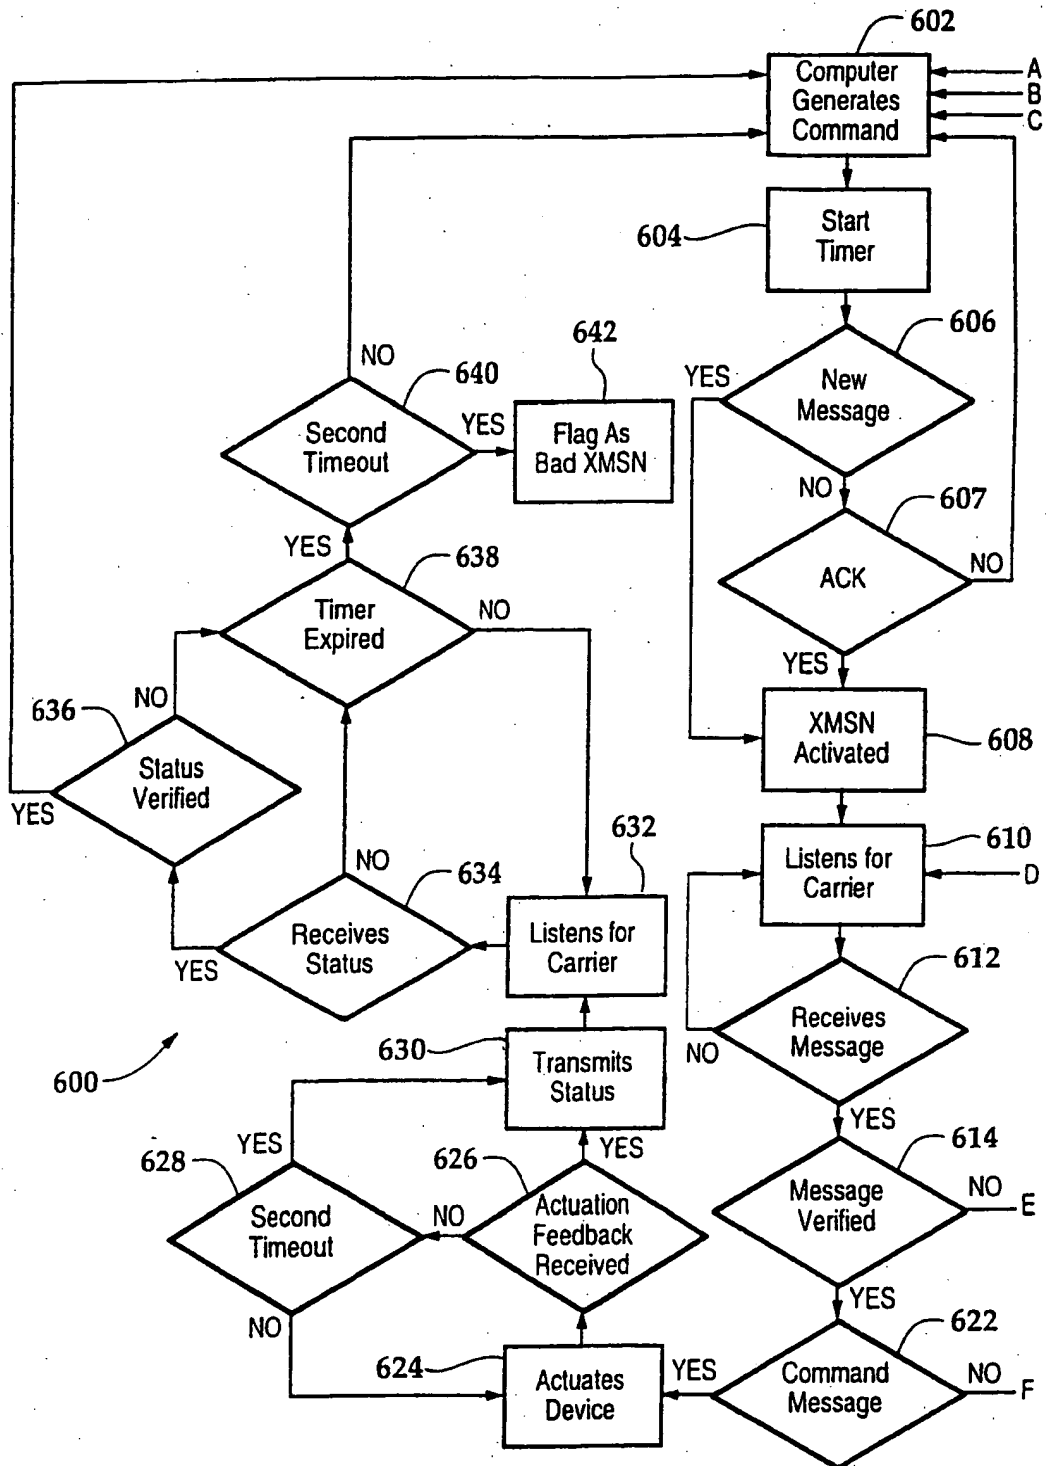 602
Computer
Generates
Command
A
B
C
604
Start
Timer
606
YES
New
Message
NO
607
ACK
NO
YES
XMSN
Activated
608
610
Listens for
Carrier
D
612
Receives
Message
NO
YES
614
Message
Verified
NO
E
YES
622
Command
Message
NO
F
YES
624
Actuates
Device
626
Actuation
Feedback
Received
NO
YES
628
Second
Timeout
YES
NO
630
Transmits
Status
632
Listens for
Carrier
634
Receives
Status
NO
YES
636
Status
Verified
NO
YES
638
Timer
Expired
NO
YES
640
Second
Timeout
NO
YES
642
Flag As
Bad XMSN
600